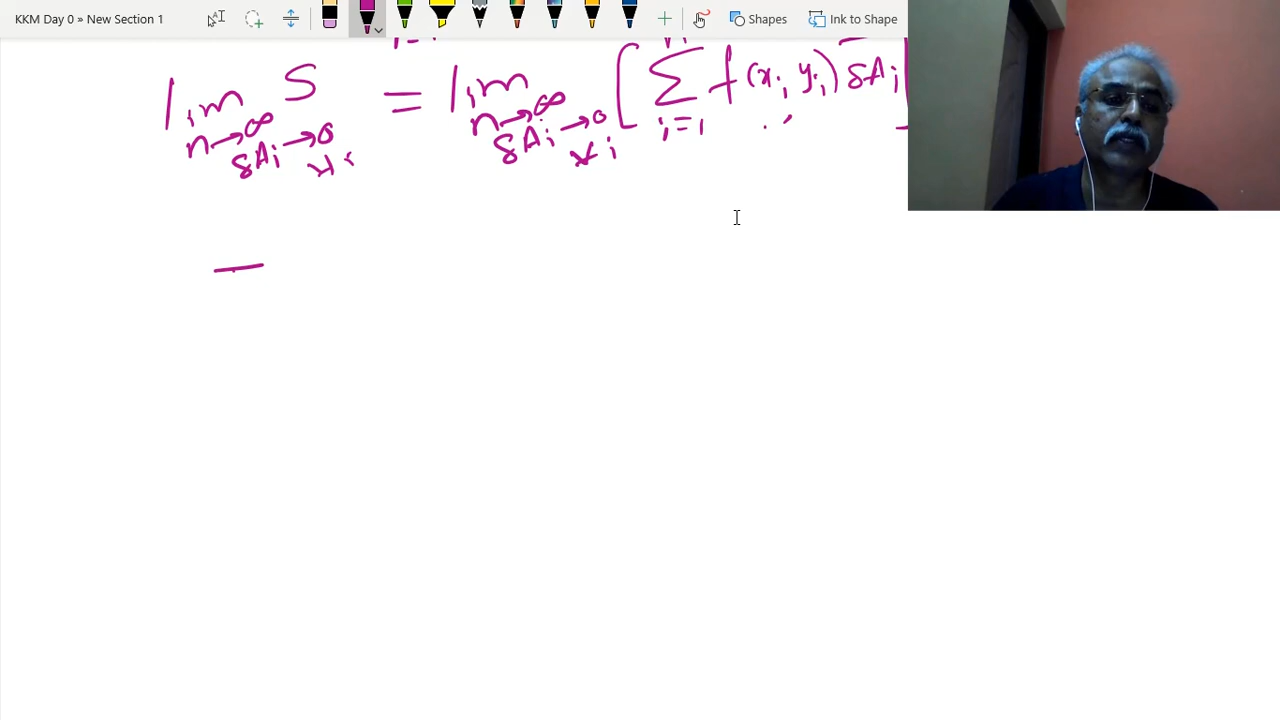 KKM Day 0 » New Section 1
Shapes
Ink to Shape
lim S = lim [ Σ f(xi, yi) δAi
n→∞ n→∞ i=1
δAi→0 δAi→0
∀i ∀i